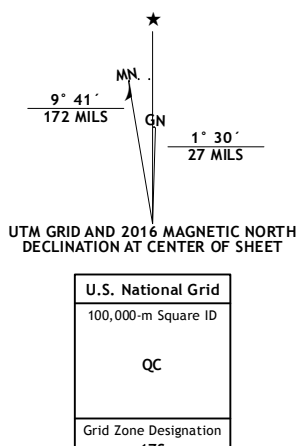 ★
MN
GN
9° 41´
172 MILS
1° 30´
27 MILS
UTM GRID AND 2016 MAGNETIC NORTH
DECLINATION AT CENTER OF SHEET
U.S. National Grid
100,000-m Square ID
QC
Grid Zone Designation